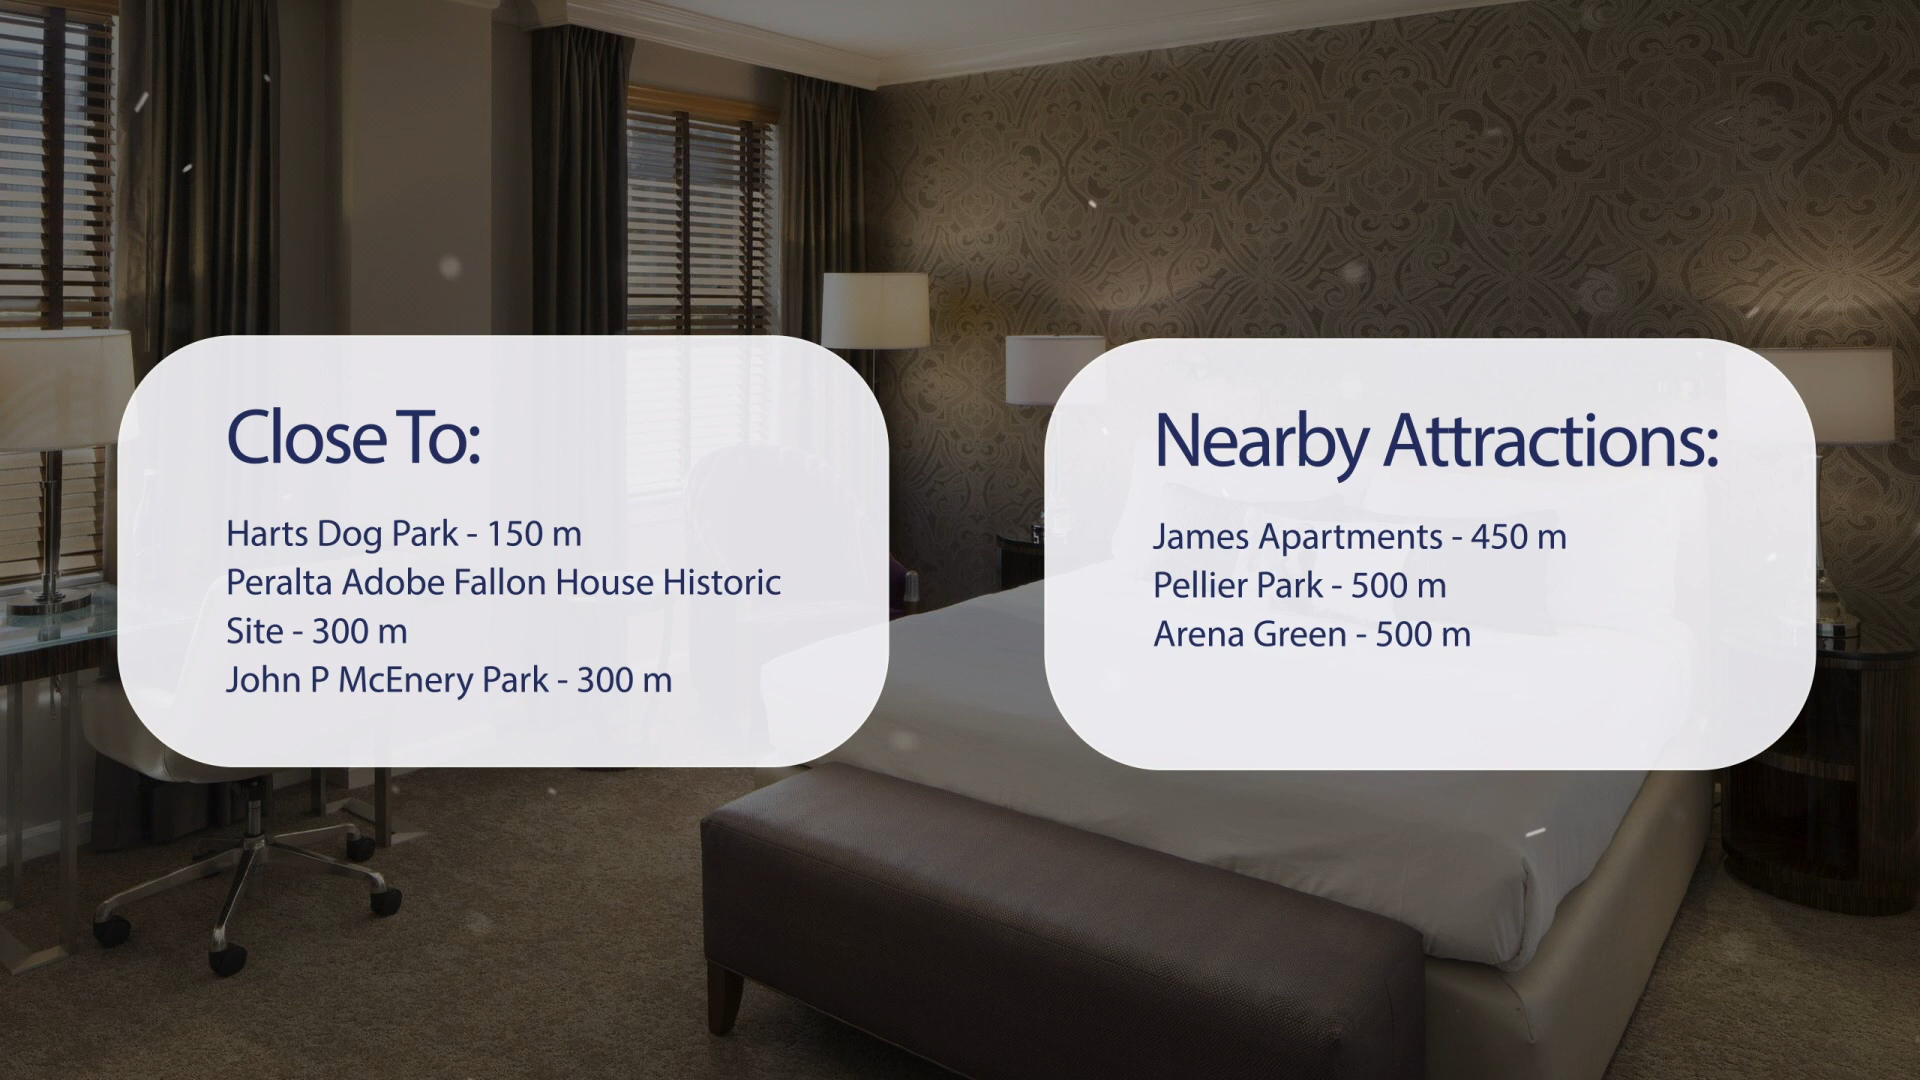 Close To:
Harts Dog Park - 150 m
Peralta Adobe Fallon House Historic
Site - 300 m
John P McEnery Park - 300 m
Nearby Attractions:
James Apartments - 450 m
Pellier Park - 500 m
Arena Green - 500 m